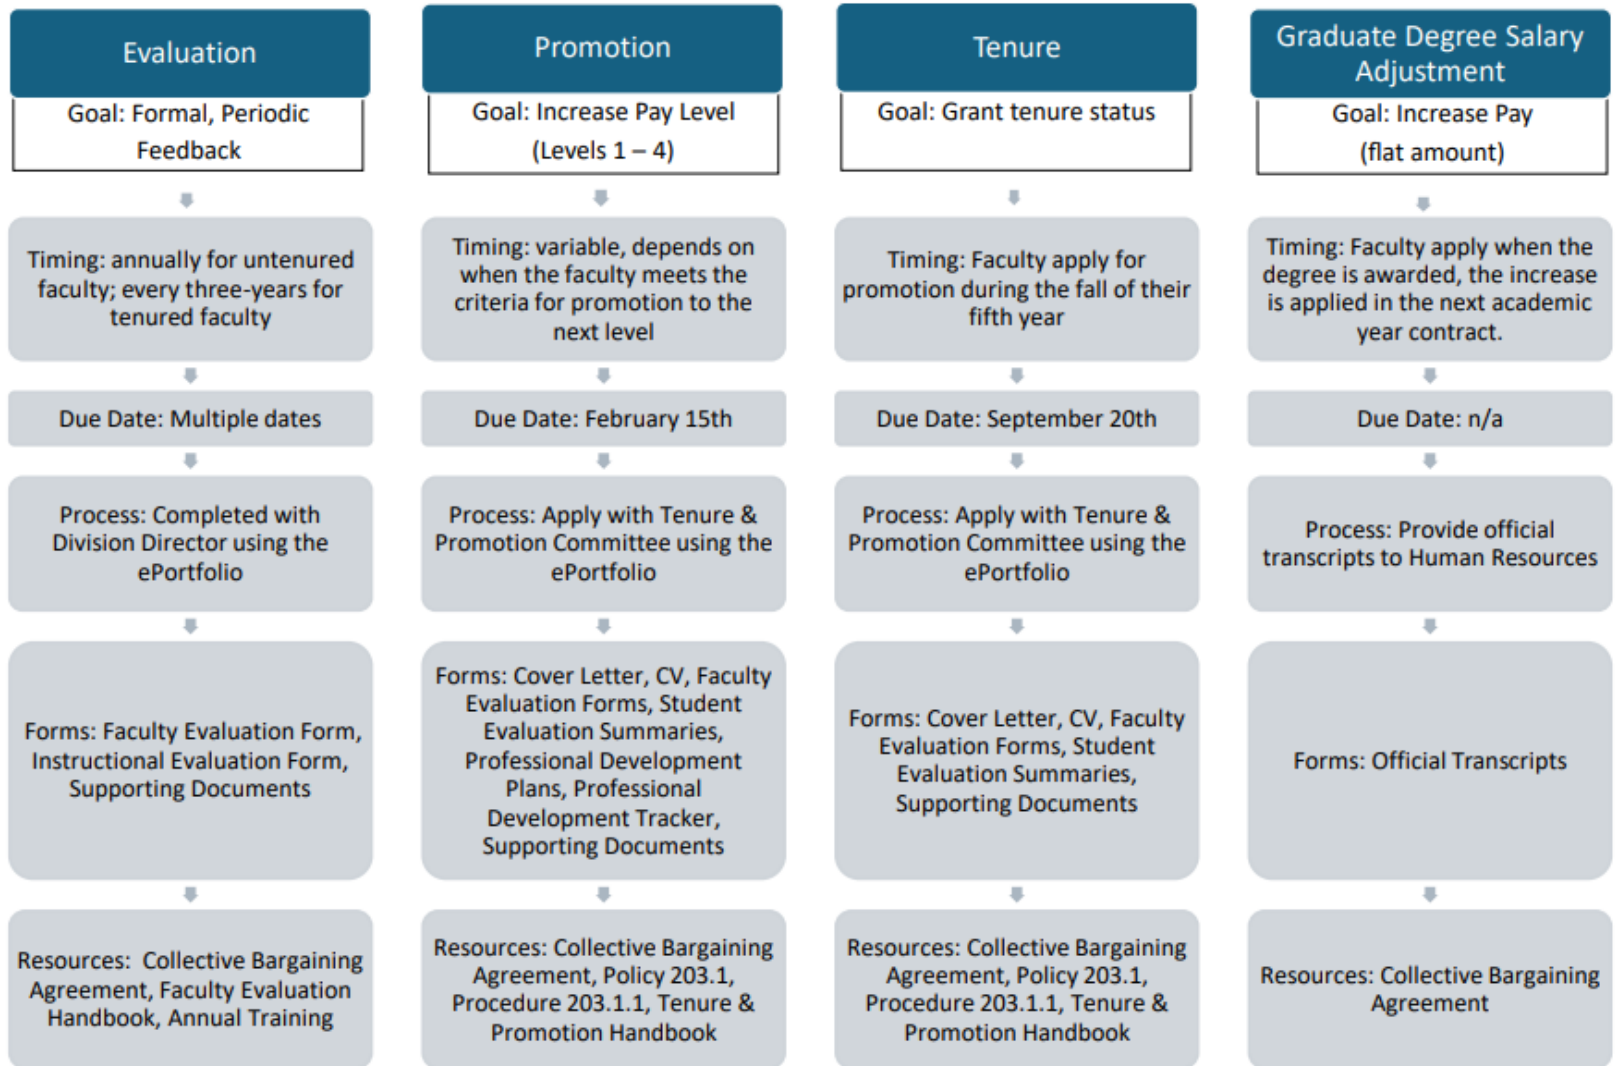 Evaluation
Goal: Formal, Periodic
Feedback
Timing: annually for untenured
faculty; every three-years for
tenured faculty
Due Date: Multiple dates
Process: Completed with
Division Director using the
ePortfolio
Forms: Faculty Evaluation Form,
Instructional Evaluation Form,
Supporting Documents
Resources:  Collective Bargaining
Agreement, Faculty Evaluation
Handbook, Annual Training
Promotion
Goal: Increase Pay Level
(Levels 1 – 4)
Timing: variable, depends on
when the faculty meets the
criteria for promotion to the
next level
Due Date: February 15th
Process: Apply with Tenure &
Promotion Committee using the
ePortfolio
Forms: Cover Letter, CV, Faculty
Evaluation Forms, Student
Evaluation Summaries,
Professional Development
Plans, Professional
Development Tracker,
Supporting Documents
Resources: Collective Bargaining
Agreement, Policy 203.1,
Procedure 203.1.1, Tenure &
Promotion Handbook
Tenure
Goal: Grant tenure status
Timing: Faculty apply for
promotion during the fall of their
fifth year
Due Date: September 20th
Process: Apply with Tenure &
Promotion Committee using the
ePortfolio
Forms: Cover Letter, CV, Faculty
Evaluation Forms, Student
Evaluation Summaries,
Supporting Documents
Resources: Collective Bargaining
Agreement, Policy 203.1,
Procedure 203.1.1, Tenure &
Promotion Handbook
Graduate Degree Salary
Adjustment
Goal: Increase Pay
(flat amount)
Timing: Faculty apply when the
degree is awarded, the increase
is applied in the next academic
year contract.
Due Date: n/a
Process: Provide official
transcripts to Human Resources
Forms: Official Transcripts
Resources: Collective Bargaining
Agreement